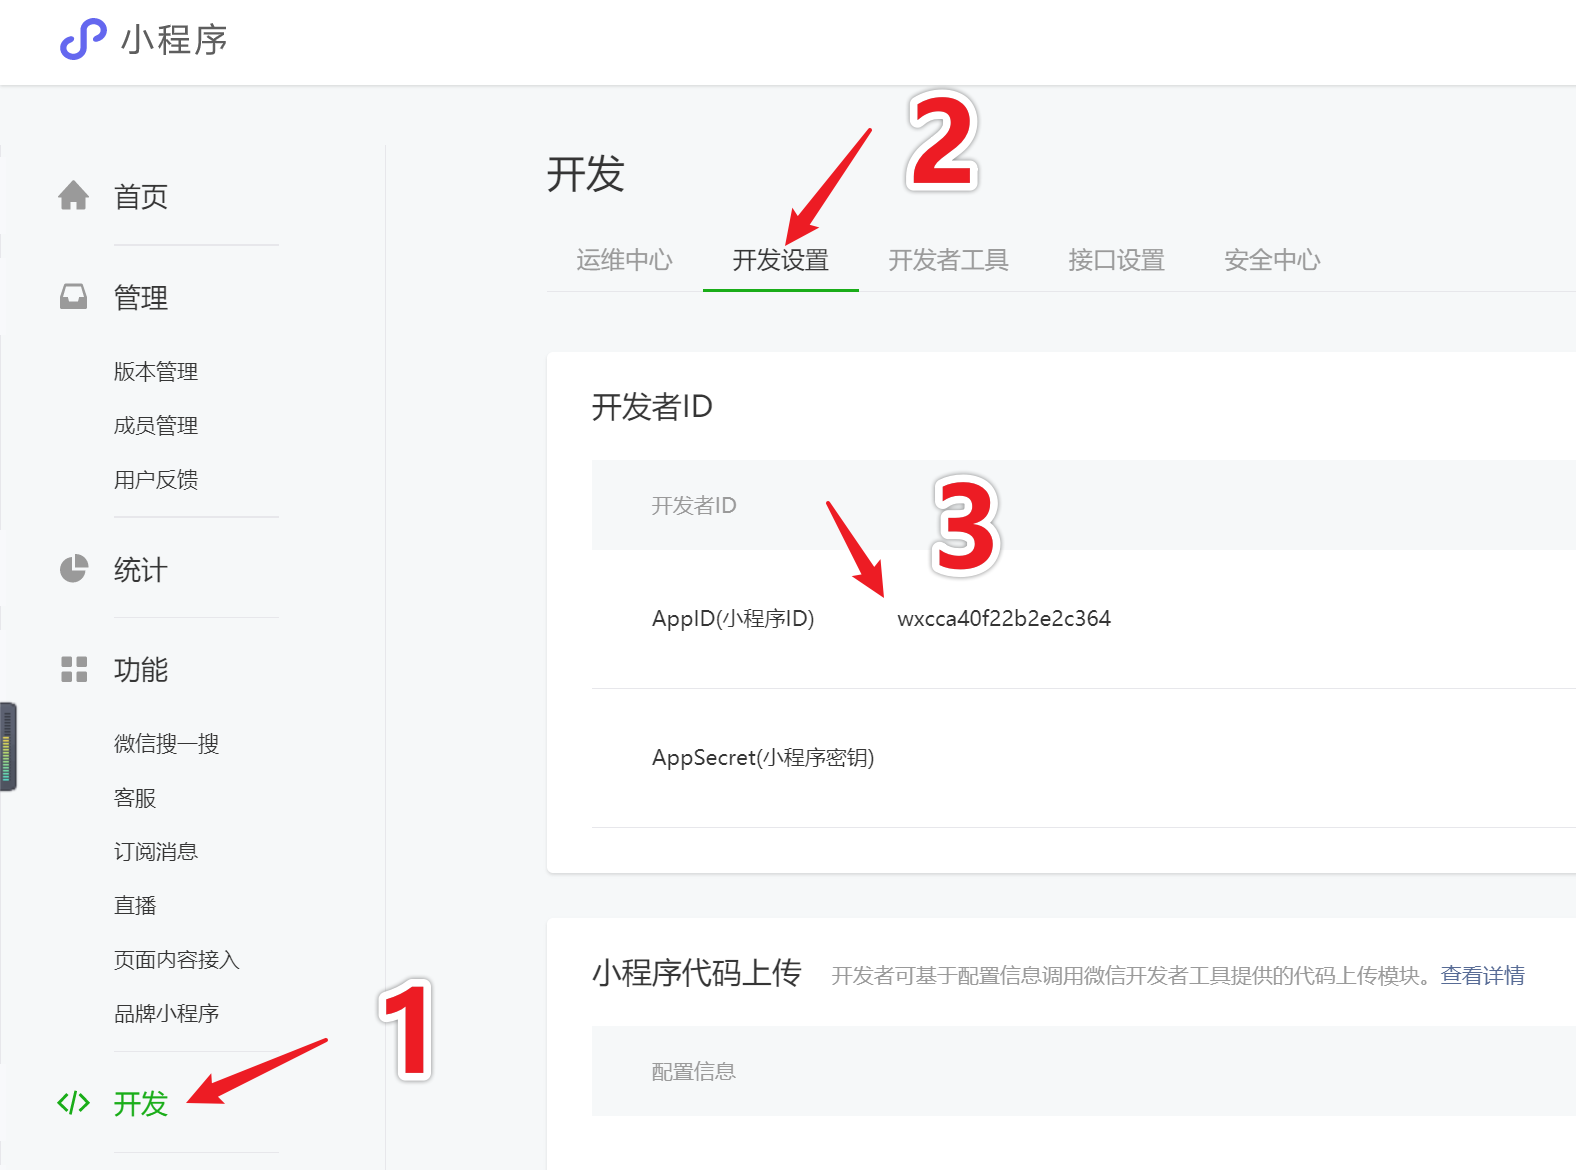 小程序
首页
管理
版本管理
成员管理
用户反馈
统计
功能
微信搜一搜
客服
订阅消息
直播
页面内容接入
品牌小程序
1
</> 开发
开发
2
运维中心 开发设置 开发者工具 接口设置 安全中心
开发者ID
开发者ID
3
AppID(小程序ID) wxcca40f22b2e2c364
AppSecret(小程序密钥)
小程序代码上传 开发者可基于配置信息调用微信开发者工具提供的代码上传模块。查看详情
配置信息